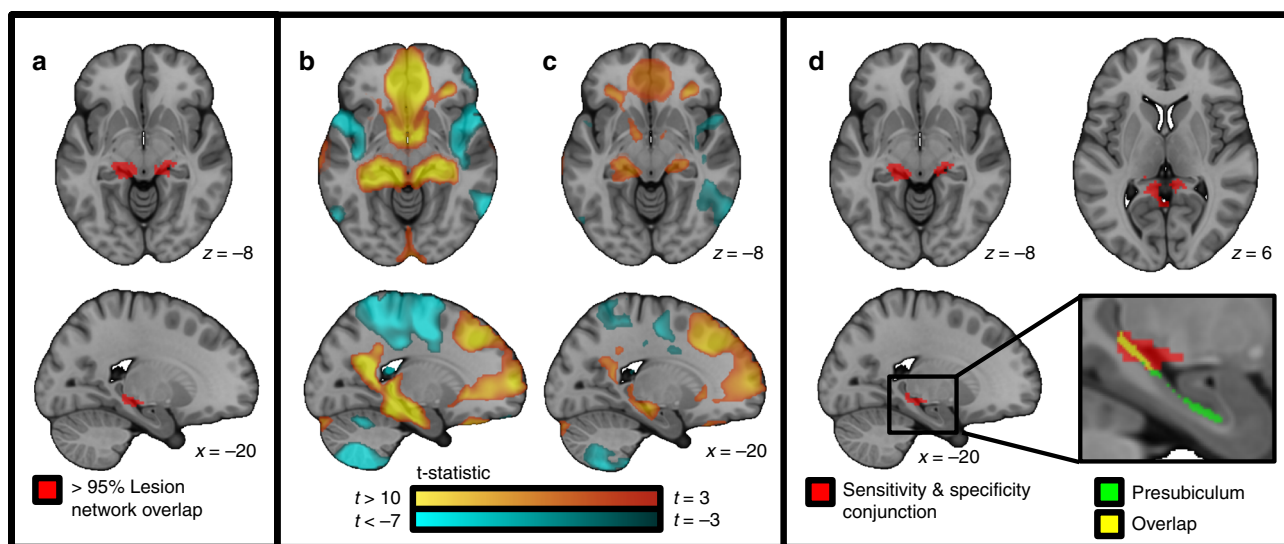 a
z = –8
x = –20
> 95% Lesion
network overlap
b
c
z = –8
x = –20
t-statistic
t > 10
t = 3
t < –7
t = –3
d
z = –8
z = 6
x = –20
Sensitivity & specificity
conjunction
Presubiculum
Overlap